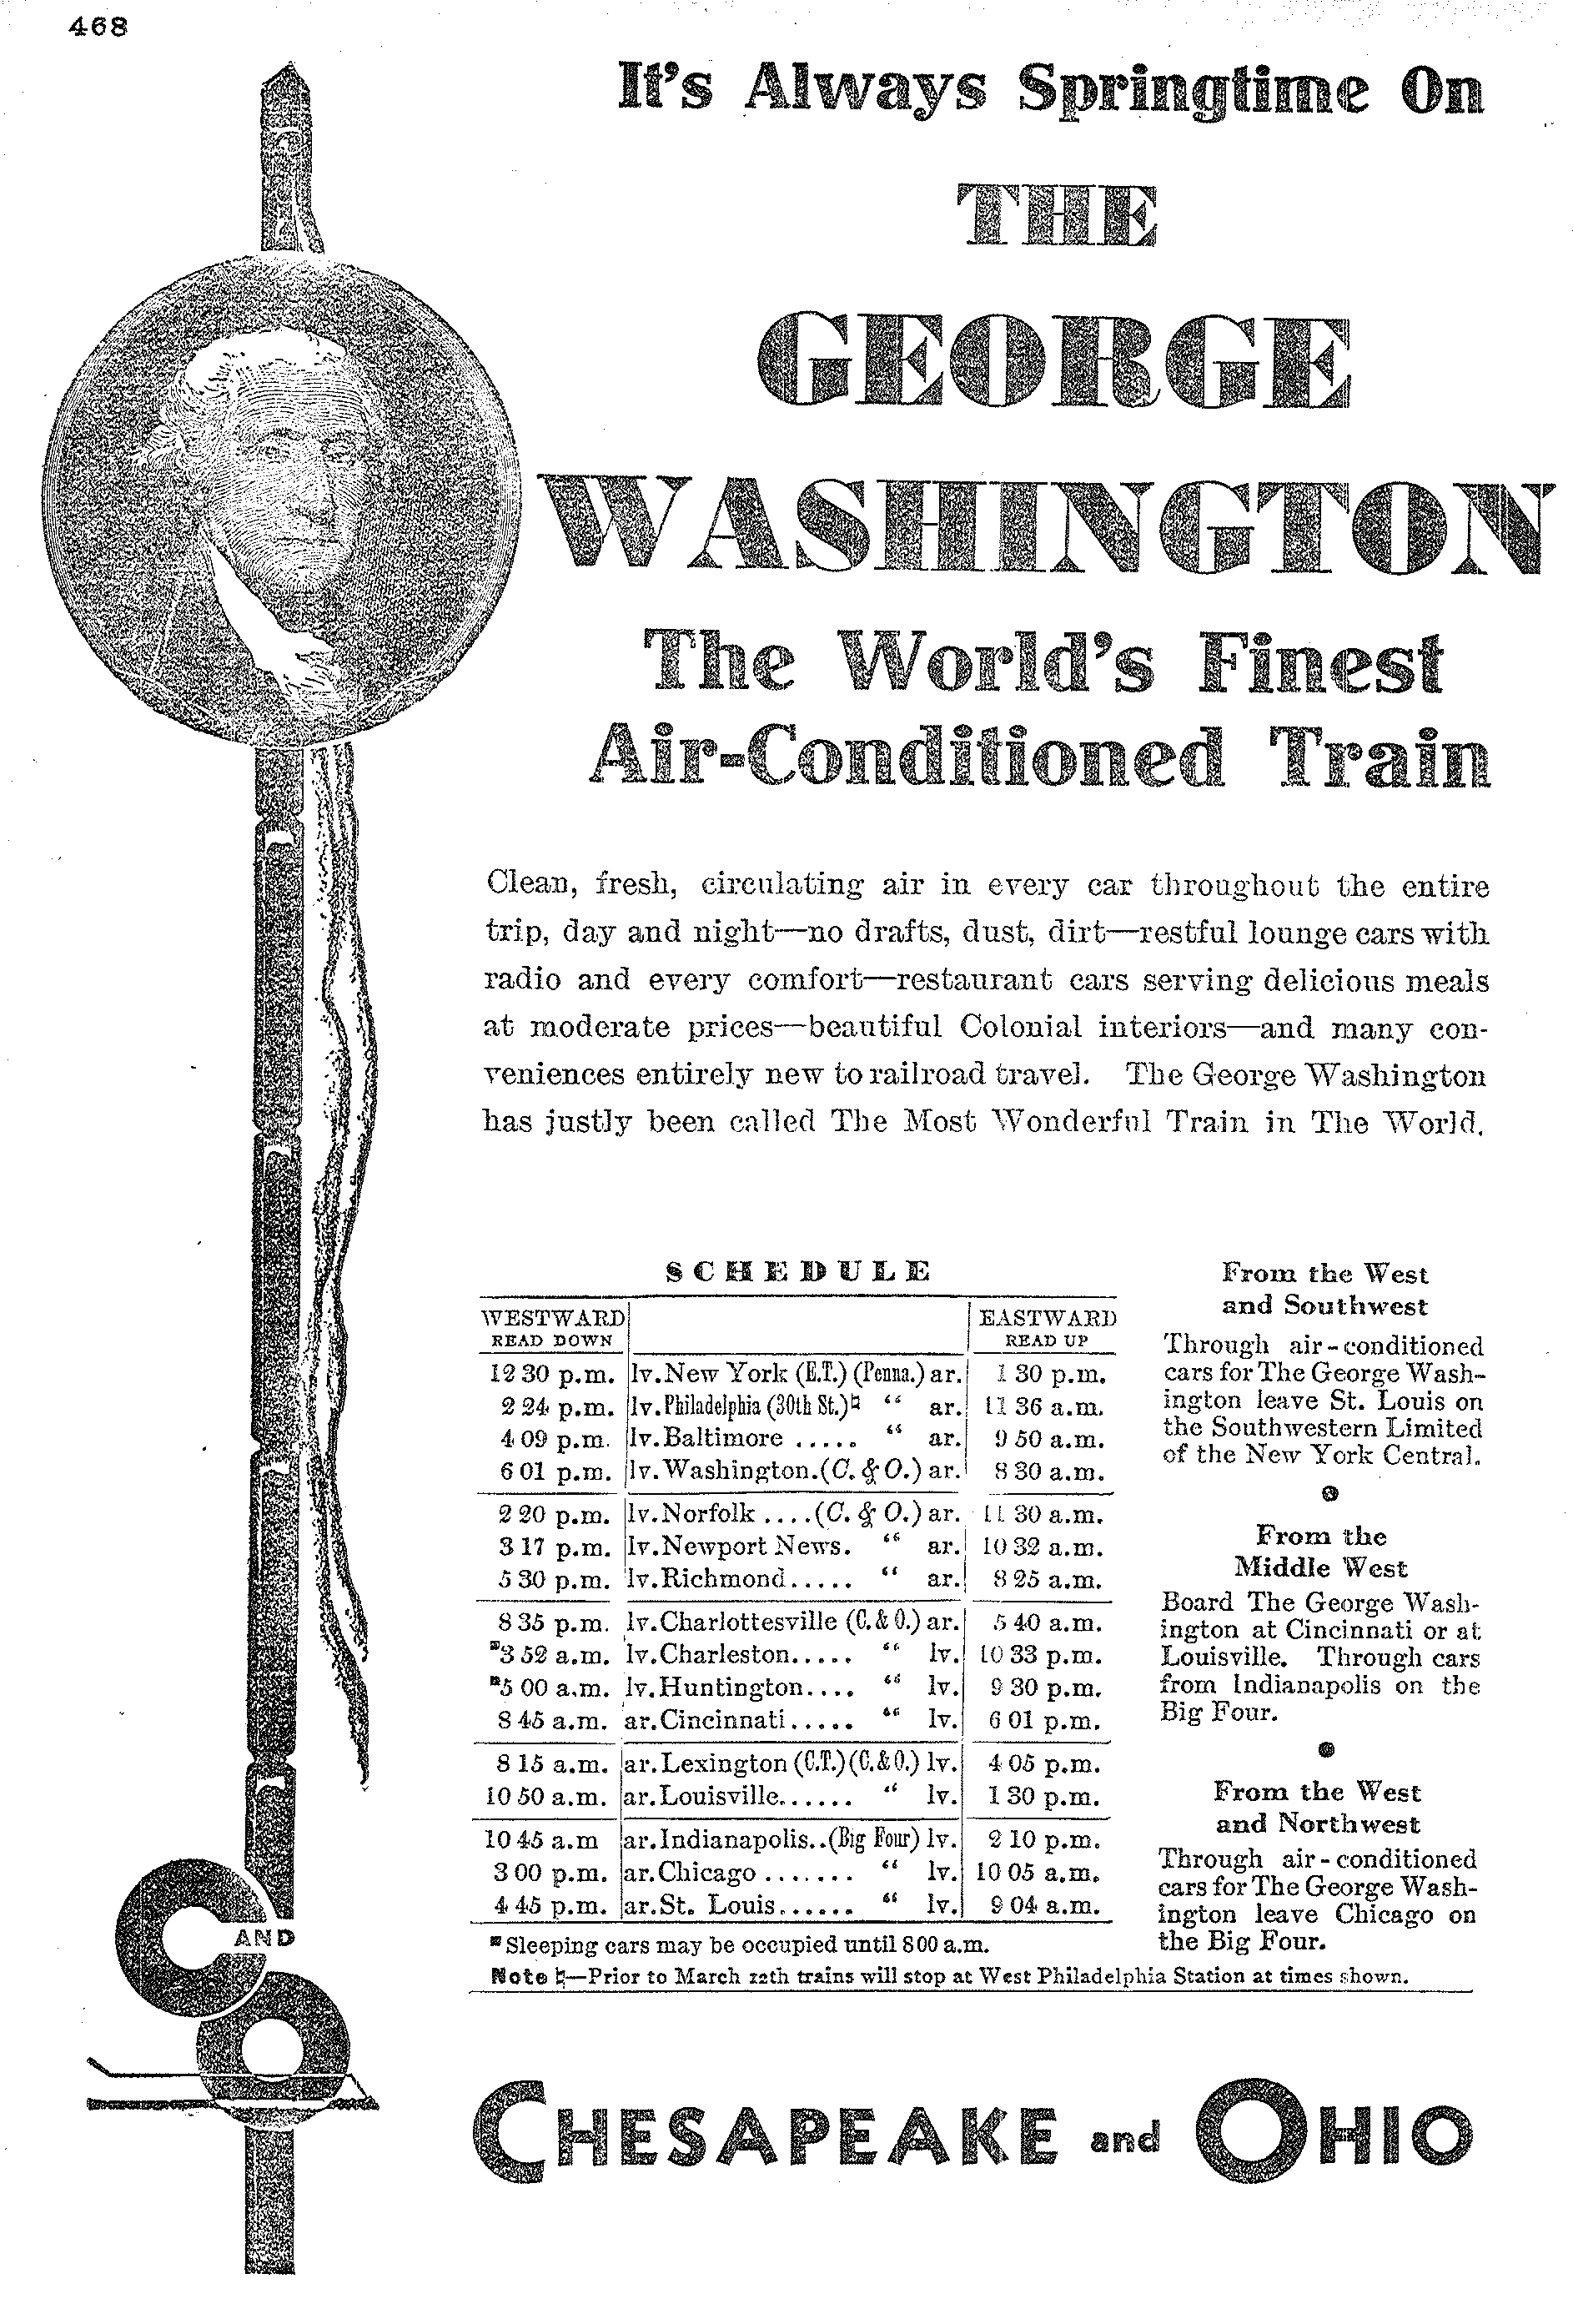 468
It's Always Springtime On
THE
GEORGE
WASHINGTON
The World's Finest
Air-Conditioned Train
Clean, fresh, circulating air in every car throughout the entire
trip, day and night—no drafts, dust, dirt—restful lounge cars with
radio and every comfort—restaurant cars serving delicious meals
at moderate prices—beautiful Colonial interiors—and many con-
veniences entirely new to railroad travel. The George Washington
has justly been called The Most Wonderful Train in The World.
SCHEDULE
WESTWARD EASTWARD
READ DOWN READ UP
12 30 p.m. lv. New York (E.T.) (Penna.) ar. 1 30 p.m.
2 24 p.m. lv. Philadelphia (30th St.)♮ “ ar. 11 36 a.m.
4 09 p.m. lv. Baltimore ..... “ ar. 9 50 a.m.
6 01 p.m. lv. Washington.(C. & O.) ar. 8 30 a.m.
2 20 p.m. lv. Norfolk ....(C. & O.) ar. 11 30 a.m.
3 17 p.m. lv. Newport News. “ ar. 10 32 a.m.
5 30 p.m. lv. Richmond..... “ ar. 8 25 a.m.
8 35 p.m. lv. Charlottesville (C. & O.) ar. 5 40 a.m.
*3 52 a.m. lv. Charleston..... “ lv. 10 33 p.m.
*5 00 a.m. lv. Huntington.... “ lv. 9 30 p.m.
8 45 a.m. ar. Cincinnati..... “ lv. 6 01 p.m.
8 15 a.m. ar. Lexington (C.T.) (C. & O.) lv. 4 05 p.m.
10 50 a.m. ar. Louisville...... “ lv. 1 30 p.m.
10 45 a.m ar. Indianapolis..(Big Four) lv. 2 10 p.m.
3 00 p.m. ar. Chicago ....... “ lv. 10 05 a.m.
4 45 p.m. ar. St. Louis...... “ lv. 9 04 a.m.
*Sleeping cars may be occupied until 8 00 a.m.
Note ♮—Prior to March 12th trains will stop at West Philadelphia Station at times shown.
From the West
and Southwest
Through air-conditioned
cars for The George Wash-
ington leave St. Louis on
the Southwestern Limited
of the New York Central.
From the
Middle West
Board The George Wash-
ington at Cincinnati or at
Louisville. Through cars
from Indianapolis on the
Big Four.
From the West
and Northwest
Through air-conditioned
cars for The George Wash-
ington leave Chicago on
the Big Four.
C AND O
CHESAPEAKE and OHIO